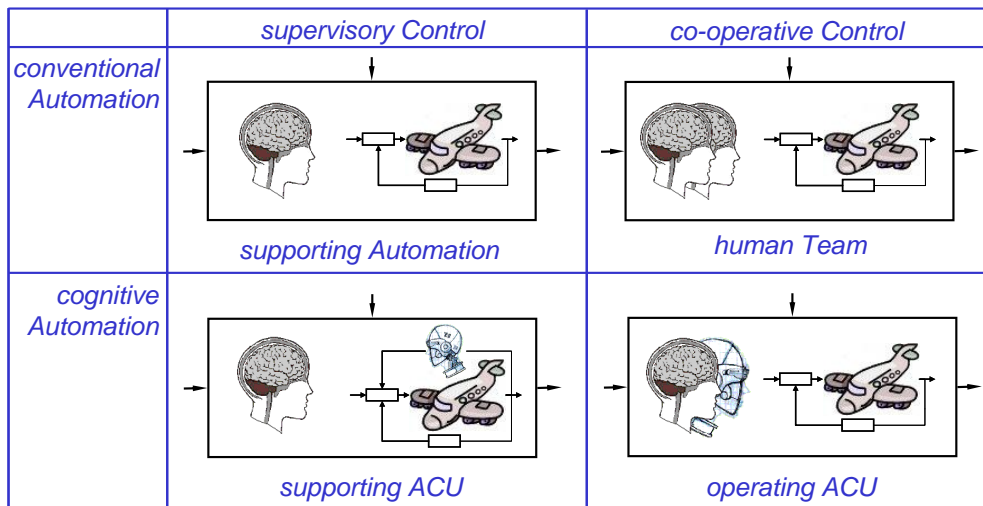 supervisory Control
co-operative Control
conventional
Automation
supporting Automation
human Team
cognitive
Automation
supporting ACU
operating ACU